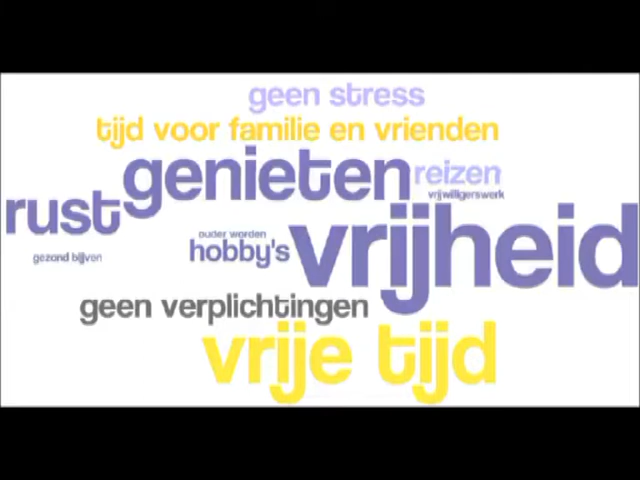 geen stress
tijd voor familie en vrienden
genieten
reizen
vrijwilligerswerk
rust
ouder worden
hobby's
vrijheid
gezond blijven
geen verplichtingen
vrije tijd